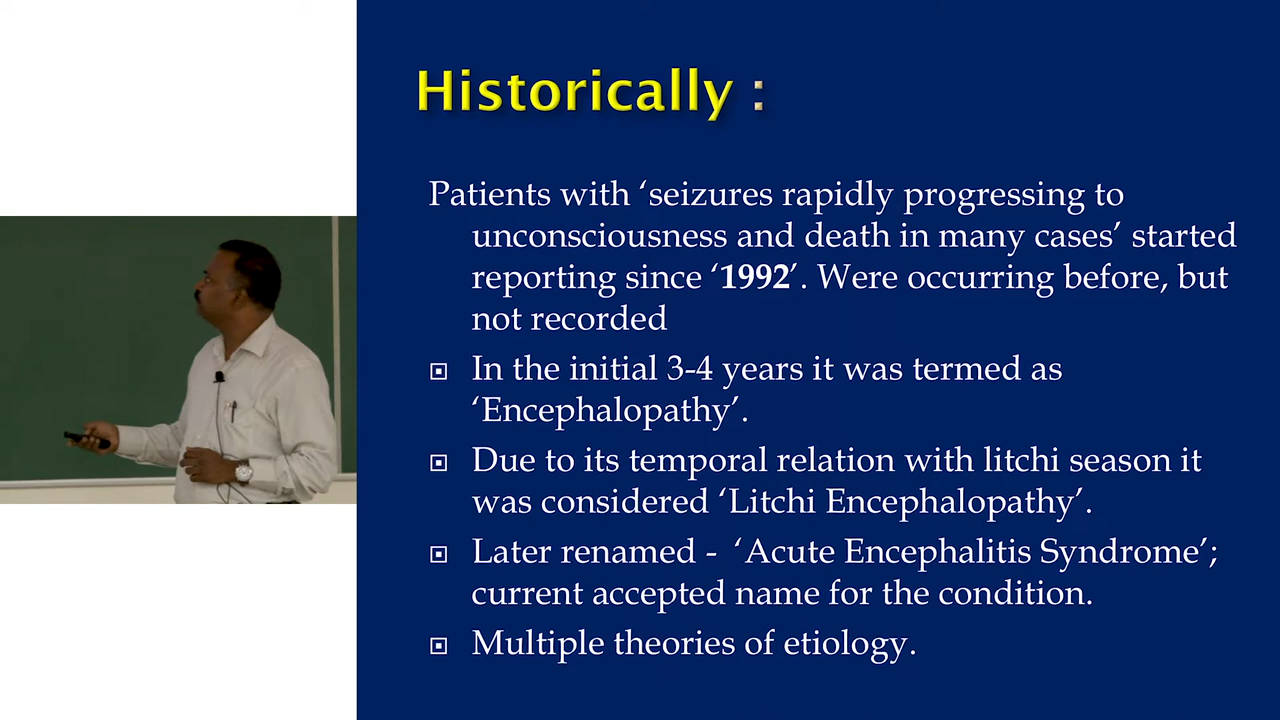 Historically :
Patients with ‘seizures rapidly progressing to
unconsciousness and death in many cases’ started
reporting since ‘1992’. Were occurring before, but
not recorded
In the initial 3-4 years it was termed as
‘Encephalopathy’.
Due to its temporal relation with litchi season it
was considered ‘Litchi Encephalopathy’.
Later renamed - ‘Acute Encephalitis Syndrome’;
current accepted name for the condition.
Multiple theories of etiology.